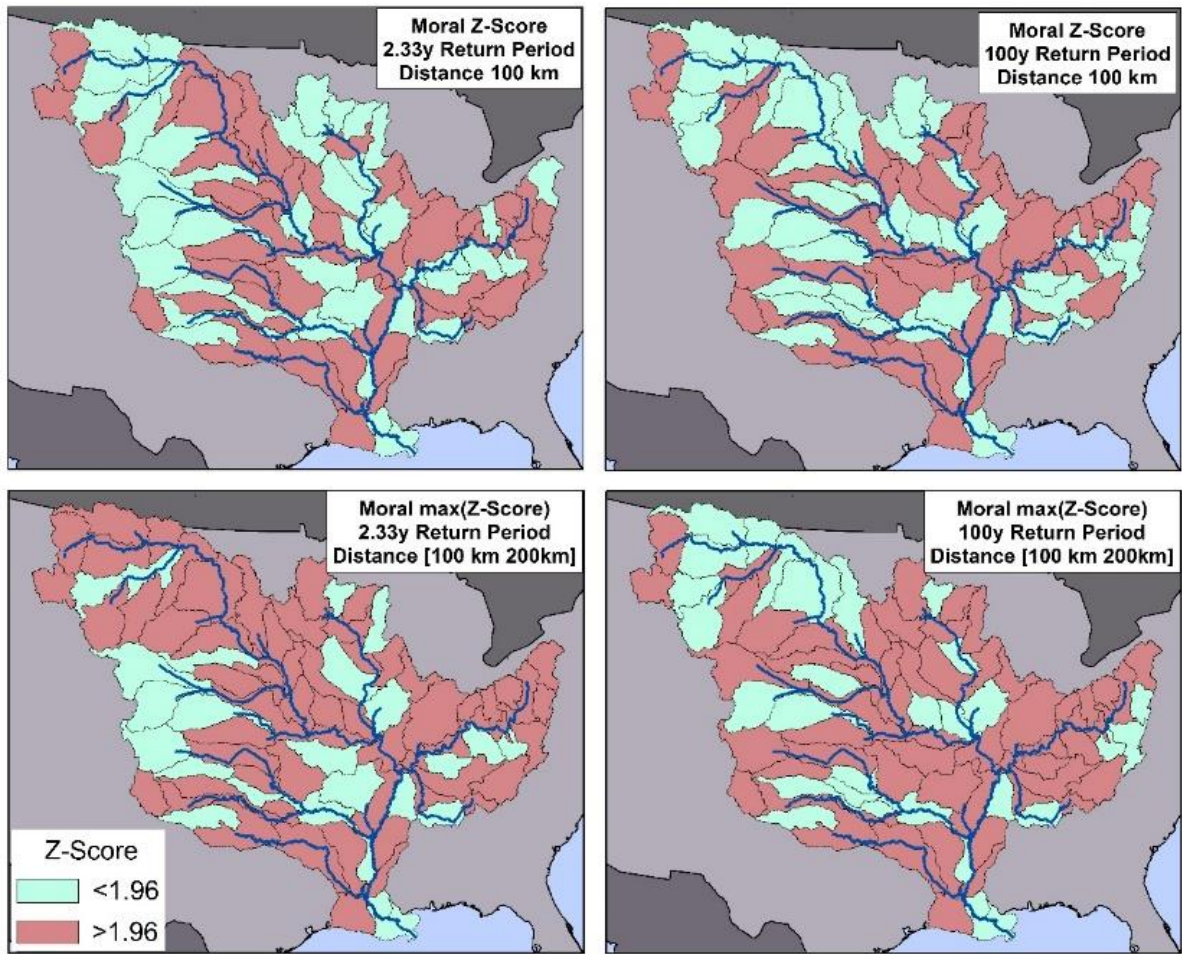 Moral Z-Score
2.33y Return Period
Distance 100 km
Moral Z-Score
100y Return Period
Distance 100 km
Moral max(Z-Score)
2.33y Return Period
Distance [100 km 200km]
Moral max(Z-Score)
100y Return Period
Distance [100 km 200km]
Z-Score
<1.96
>1.96